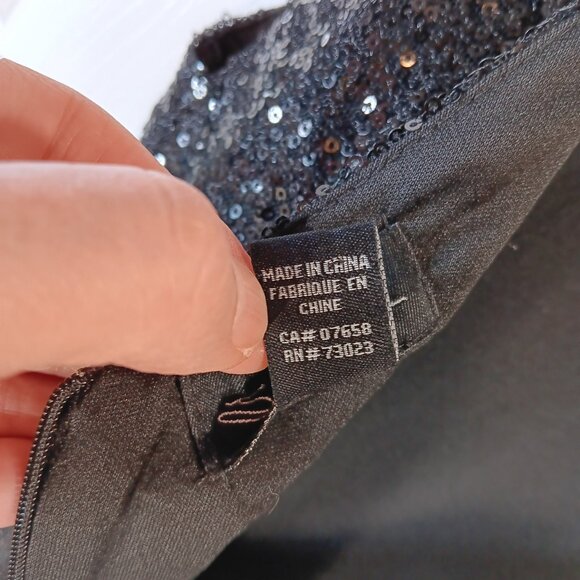 MADE IN CHINA
FABRIQUE EN
CHINE
CA# 07658
RN# 73023